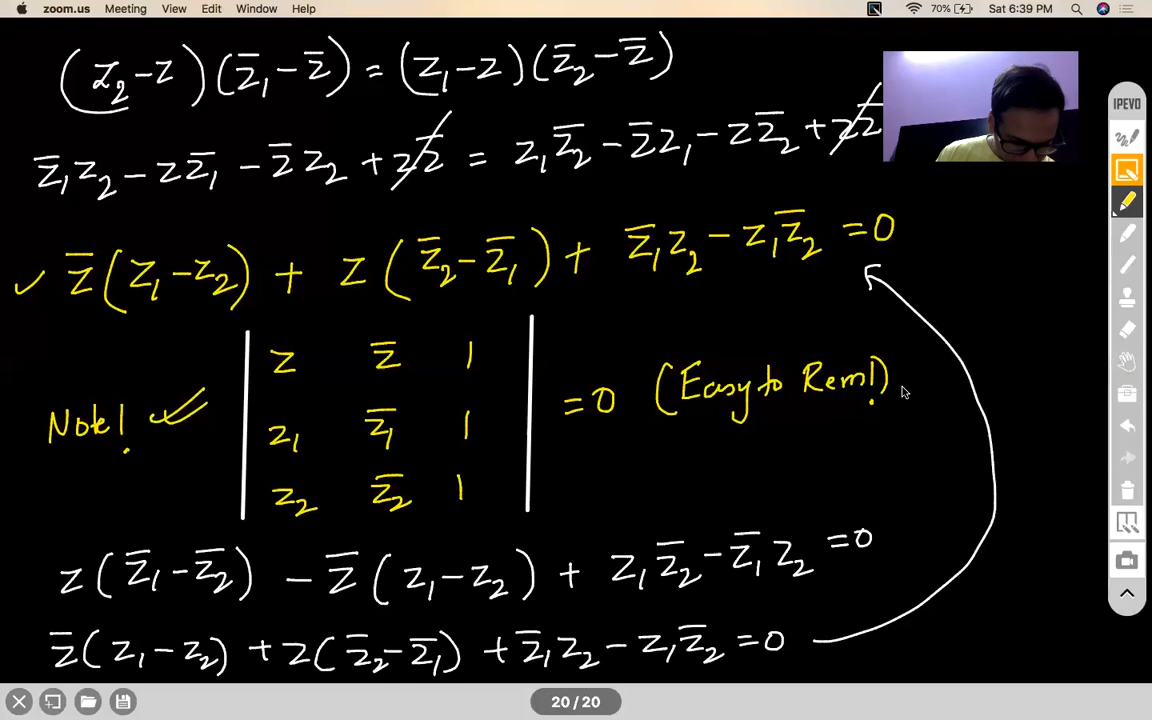 zoom.us Meeting View Edit Window Help 70% Sat 6:39 PM
(z₂-z)(z̅₁-z̅) = (z₁-z)(z̅₂-z̅)
z̅₁z₂ - zz̅₁ - z̅z₂ + zz̅ = z₁z̅₂ - z̅z₁ - zz̅₂ + zz̅
IPEVO
✓ z̅(z₁-z₂) + z(z̅₂-z̅₁) + z̅₁z₂ - z₁z̅₂ = 0
z z̅ 1
Note! ✓ z₁ z̅₁ 1 = 0 (Easy to Rem!)
z₂ z̅₂ 1
z(z̅₁-z̅₂) - z̅(z₁-z₂) + z₁z̅₂ - z̅₁z₂ = 0
z̅(z₁-z₂) + z(z̅₂-z̅₁) + z̅₁z₂ - z₁z̅₂ = 0
20/20